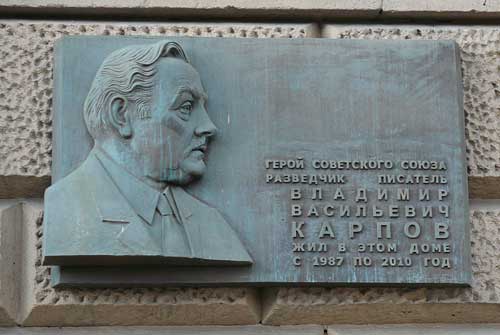 ГЕРОЙ СОВЕТСКОГО СОЮЗА
РАЗВЕДЧИК ПИСАТЕЛЬ
ВЛАДИМИР
ВАСИЛЬЕВИЧ
КАРПОВ
ЖИЛ В ЭТОМ ДОМЕ
С 1987 ПО 2010 ГОД